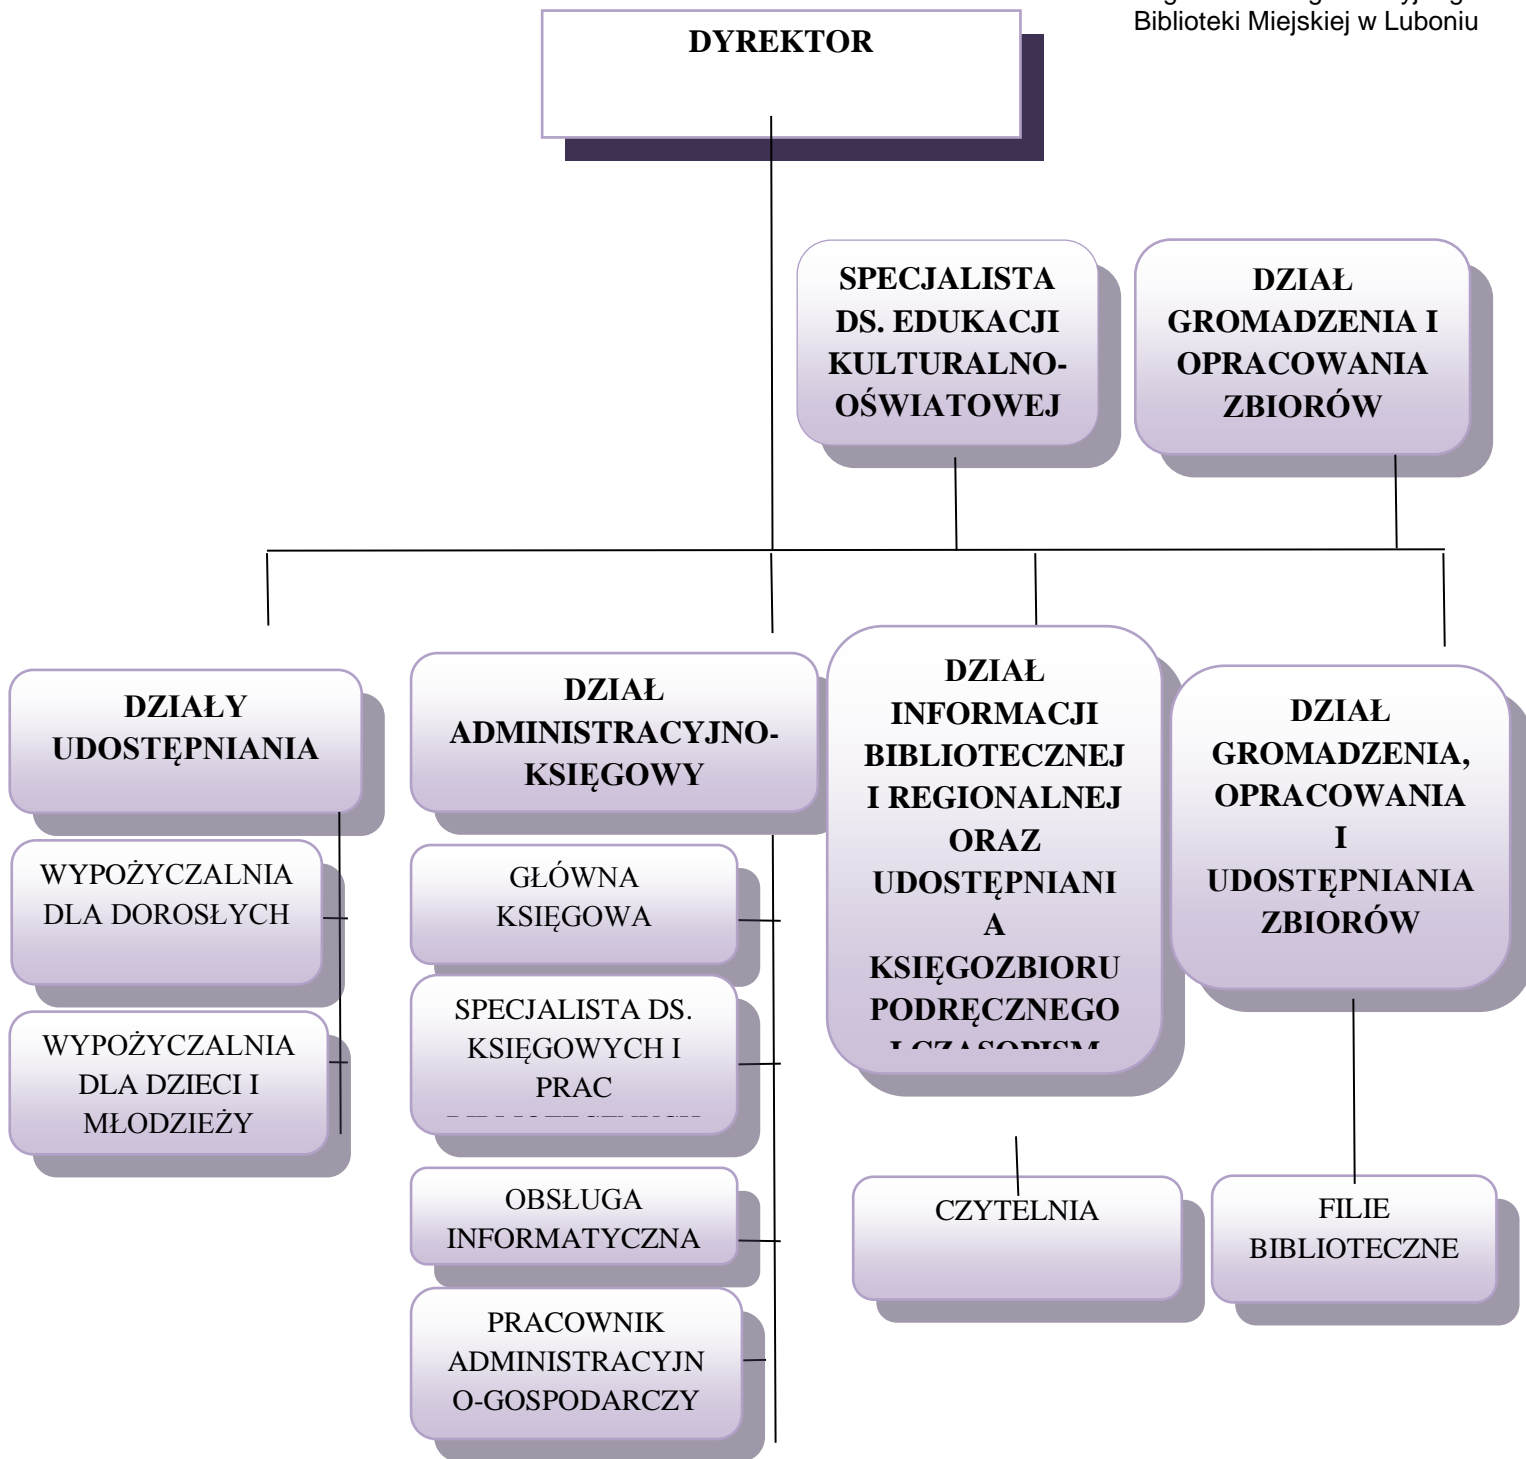 Biblioteki Miejskiej w Luboniu
DYREKTOR
SPECJALISTA
DS. EDUKACJI
KULTURALNO-
OŚWIATOWEJ
DZIAŁ
GROMADZENIA I
OPRACOWANIA
ZBIORÓW
DZIAŁY
UDOSTĘPNIANIA
WYPOŻYCZALNIA
DLA DOROSŁYCH
WYPOŻYCZALNIA
DLA DZIECI I
MŁODZIEŻY
DZIAŁ
ADMINISTRACYJNO-
KSIĘGOWY
GŁÓWNA
KSIĘGOWA
SPECJALISTA DS.
KSIĘGOWYCH I
PRAC
OBSŁUGA
INFORMATYCZNA
PRACOWNIK
ADMINISTRACYJN
O-GOSPODARCZY
DZIAŁ
INFORMACJI
BIBLIOTECZNEJ
I REGIONALNEJ
ORAZ
UDOSTĘPNIANI
A
KSIĘGOZBIORU
PODRĘCZNEGO
I CZASOPISM
CZYTELNIA
DZIAŁ
GROMADZENIA,
OPRACOWANIA
I
UDOSTĘPNIANIA
ZBIORÓW
FILIE
BIBLIOTECZNE